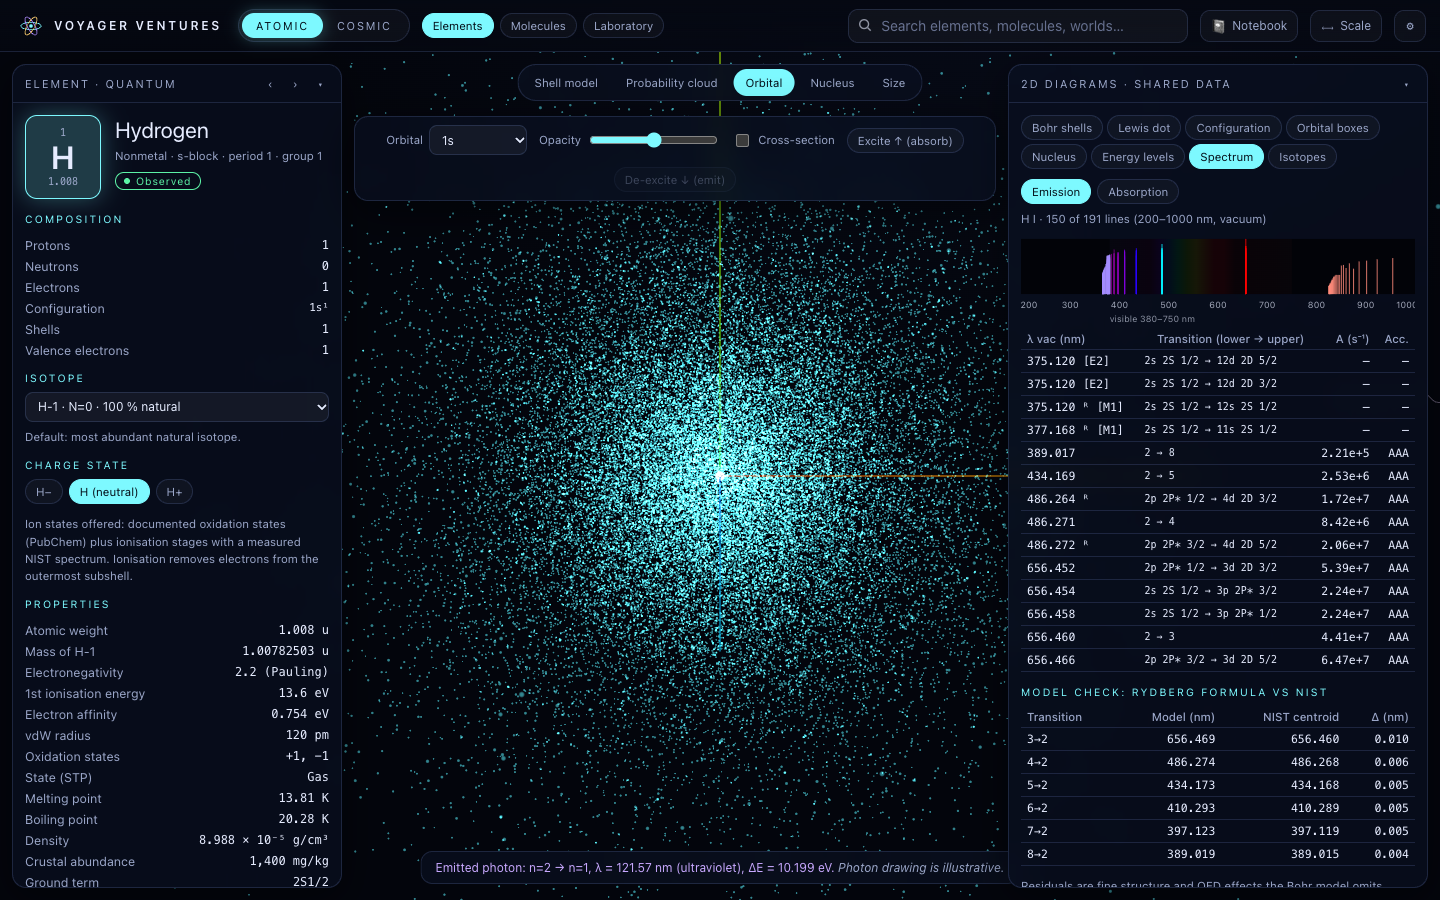 VOYAGER VENTURES
ATOMIC COSMIC
Elements Molecules Laboratory
Search elements, molecules, worlds...
Notebook Scale
ELEMENT · QUANTUM
1
H
1.008
Hydrogen
Nonmetal · s-block · period 1 · group 1
Observed
COMPOSITION
Protons 1
Neutrons 0
Electrons 1
Configuration 1s¹
Shells 1
Valence electrons 1
ISOTOPE
H-1 · N=0 · 100 % natural
Default: most abundant natural isotope.
CHARGE STATE
H− H (neutral) H+
Ion states offered: documented oxidation states
(PubChem) plus ionisation stages with a measured
NIST spectrum. Ionisation removes electrons from the
outermost subshell.
PROPERTIES
Atomic weight 1.008 u
Mass of H-1 1.00782503 u
Electronegativity 2.2 (Pauling)
1st ionisation energy 13.6 eV
Electron affinity 0.754 eV
vdW radius 120 pm
Oxidation states +1, −1
State (STP) Gas
Melting point 13.81 K
Boiling point 20.28 K
Density 8.988 × 10⁻⁵ g/cm³
Crustal abundance 1,400 mg/kg
Ground term 2S1/2
Shell model Probability cloud Orbital Nucleus Size
Orbital 1s Opacity Cross-section Excite ↑ (absorb)
De-excite ↓ (emit)
Emitted photon: n=2 → n=1, λ = 121.57 nm (ultraviolet), ΔE = 10.199 eV. Photon drawing is illustrative.
2D DIAGRAMS · SHARED DATA
Bohr shells Lewis dot Configuration Orbital boxes
Nucleus Energy levels Spectrum Isotopes
Emission Absorption
H I · 150 of 191 lines (200–1000 nm, vacuum)
200 300 400 500 600 700 800 900 1000
visible 380–750 nm
λ vac (nm) Transition (lower → upper) A (s⁻¹) Acc.
375.120 [E2] 2s 2S 1/2 → 12d 2D 5/2 — —
375.120 [E2] 2s 2S 1/2 → 12d 2D 3/2 — —
375.120 ᴿ [M1] 2s 2S 1/2 → 12s 2S 1/2 — —
377.168 ᴿ [M1] 2s 2S 1/2 → 11s 2S 1/2 — —
389.017 2 → 8 2.21e+5 AAA
434.169 2 → 5 2.53e+6 AAA
486.264 ᴿ 2p 2P* 1/2 → 4d 2D 3/2 1.72e+7 AAA
486.271 2 → 4 8.42e+6 AAA
486.272 ᴿ 2p 2P* 3/2 → 4d 2D 5/2 2.06e+7 AAA
656.452 2p 2P* 1/2 → 3d 2D 3/2 5.39e+7 AAA
656.454 2s 2S 1/2 → 3p 2P* 3/2 2.24e+7 AAA
656.458 2s 2S 1/2 → 3p 2P* 1/2 2.24e+7 AAA
656.460 2 → 3 4.41e+7 AAA
656.466 2p 2P* 3/2 → 3d 2D 5/2 6.47e+7 AAA
MODEL CHECK: RYDBERG FORMULA VS NIST
Transition Model (nm) NIST centroid Δ (nm)
3→2 656.469 656.460 0.010
4→2 486.274 486.268 0.006
5→2 434.173 434.168 0.005
6→2 410.293 410.289 0.005
7→2 397.123 397.119 0.005
8→2 389.019 389.015 0.004
Residuals are fine structure and QED effects the Bohr model omits